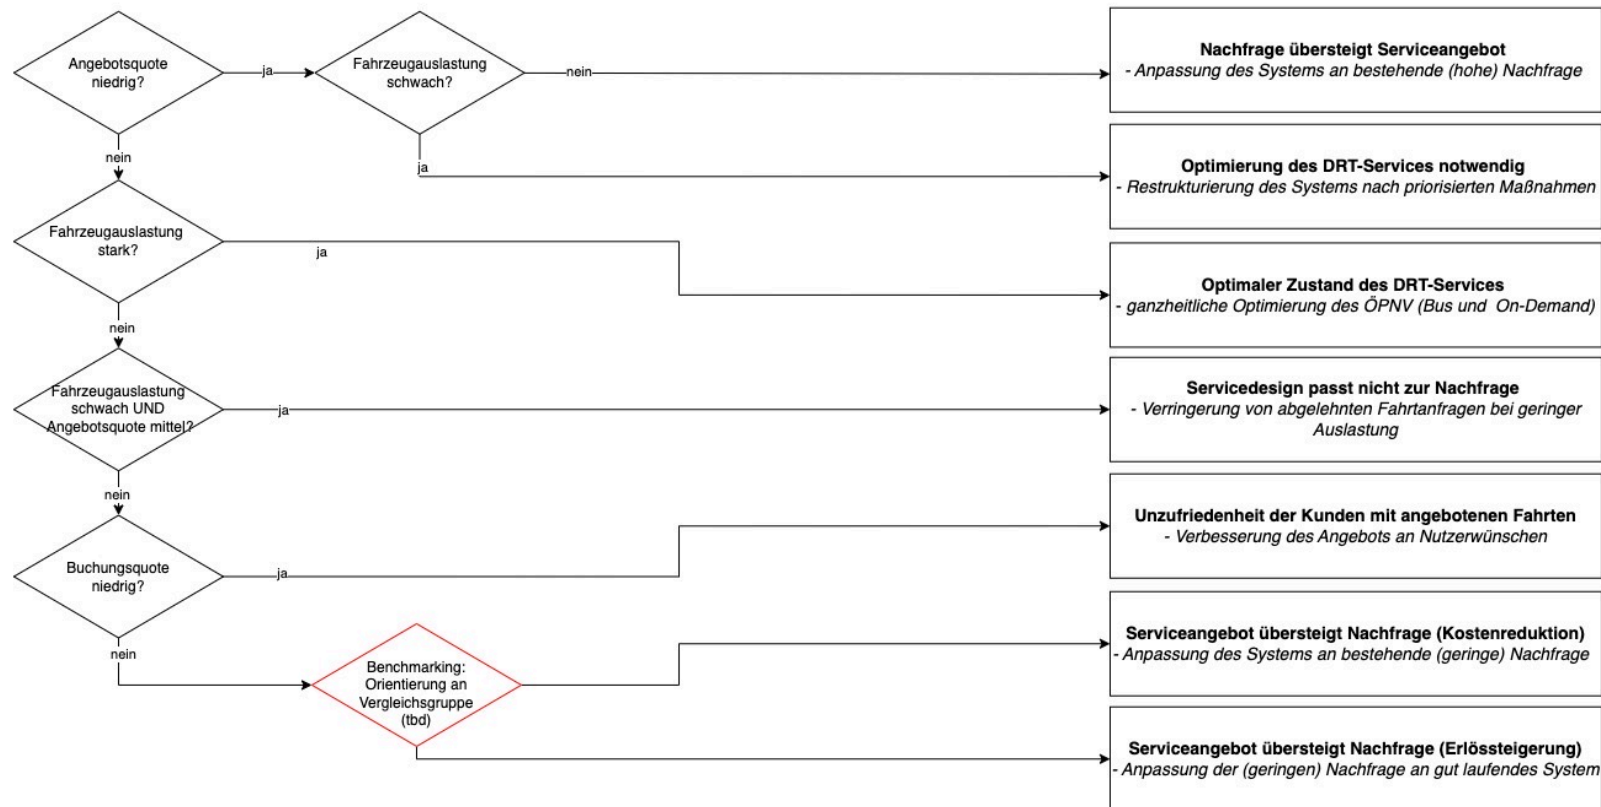 Angebotsquote
niedrig?
ja
Fahrzeugauslastung
schwach?
nein
Nachfrage übersteigt Serviceangebot
- Anpassung des Systems an bestehende (hohe) Nachfrage
nein
ja
Optimierung des DRT-Services notwendig
- Restrukturierung des Systems nach priorisierten Maßnahmen
Fahrzeugauslastung
stark?
ja
Optimaler Zustand des DRT-Services
- ganzheitliche Optimierung des ÖPNV (Bus und On-Demand)
nein
Fahrzeugauslastung
schwach UND
Angebotsquote mittel?
ja
Servicedesign passt nicht zur Nachfrage
- Verringerung von abgelehnten Fahrtanfragen bei geringer
Auslastung
nein
Unzufriedenheit der Kunden mit angebotenen Fahrten
- Verbesserung des Angebots an Nutzerwünschen
Buchungsquote
niedrig?
ja
nein
Benchmarking:
Orientierung an
Vergleichsgruppe
(tbd)
Serviceangebot übersteigt Nachfrage (Kostenreduktion)
- Anpassung des Systems an bestehende (geringe) Nachfrage
Serviceangebot übersteigt Nachfrage (Erlössteigerung)
- Anpassung der (geringen) Nachfrage an gut laufendes System